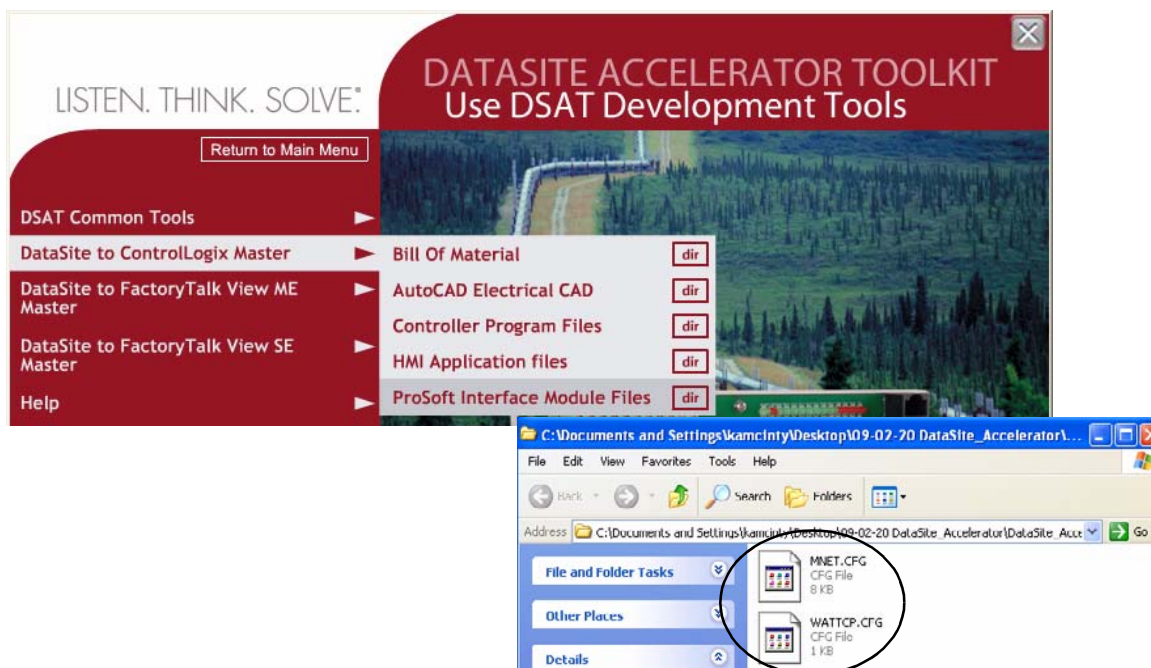 LISTEN. THINK. SOLVE.®
DATASITE ACCELERATOR TOOLKIT
Use DSAT Development Tools
Return to Main Menu
DSAT Common Tools
DataSite to ControlLogix Master
DataSite to FactoryTalk View ME
Master
DataSite to FactoryTalk View SE
Master
Help
Bill Of Material dir
AutoCAD Electrical CAD dir
Controller Program Files dir
HMI Application files dir
ProSoft Interface Module Files dir
C:\Documents and Settings\kamcinty\Desktop\09-02-20 DataSite_Accelerator\...
File Edit View Favorites Tools Help
Back Search Folders
Address C:\Documents and Settings\kamcinty\Desktop\09-02-20 DataSite_Accelerator\DataSite_Acce Go
File and Folder Tasks
Other Places
Details
MNET.CFG
CFG File
8 KB
WATTCP.CFG
CFG File
1 KB